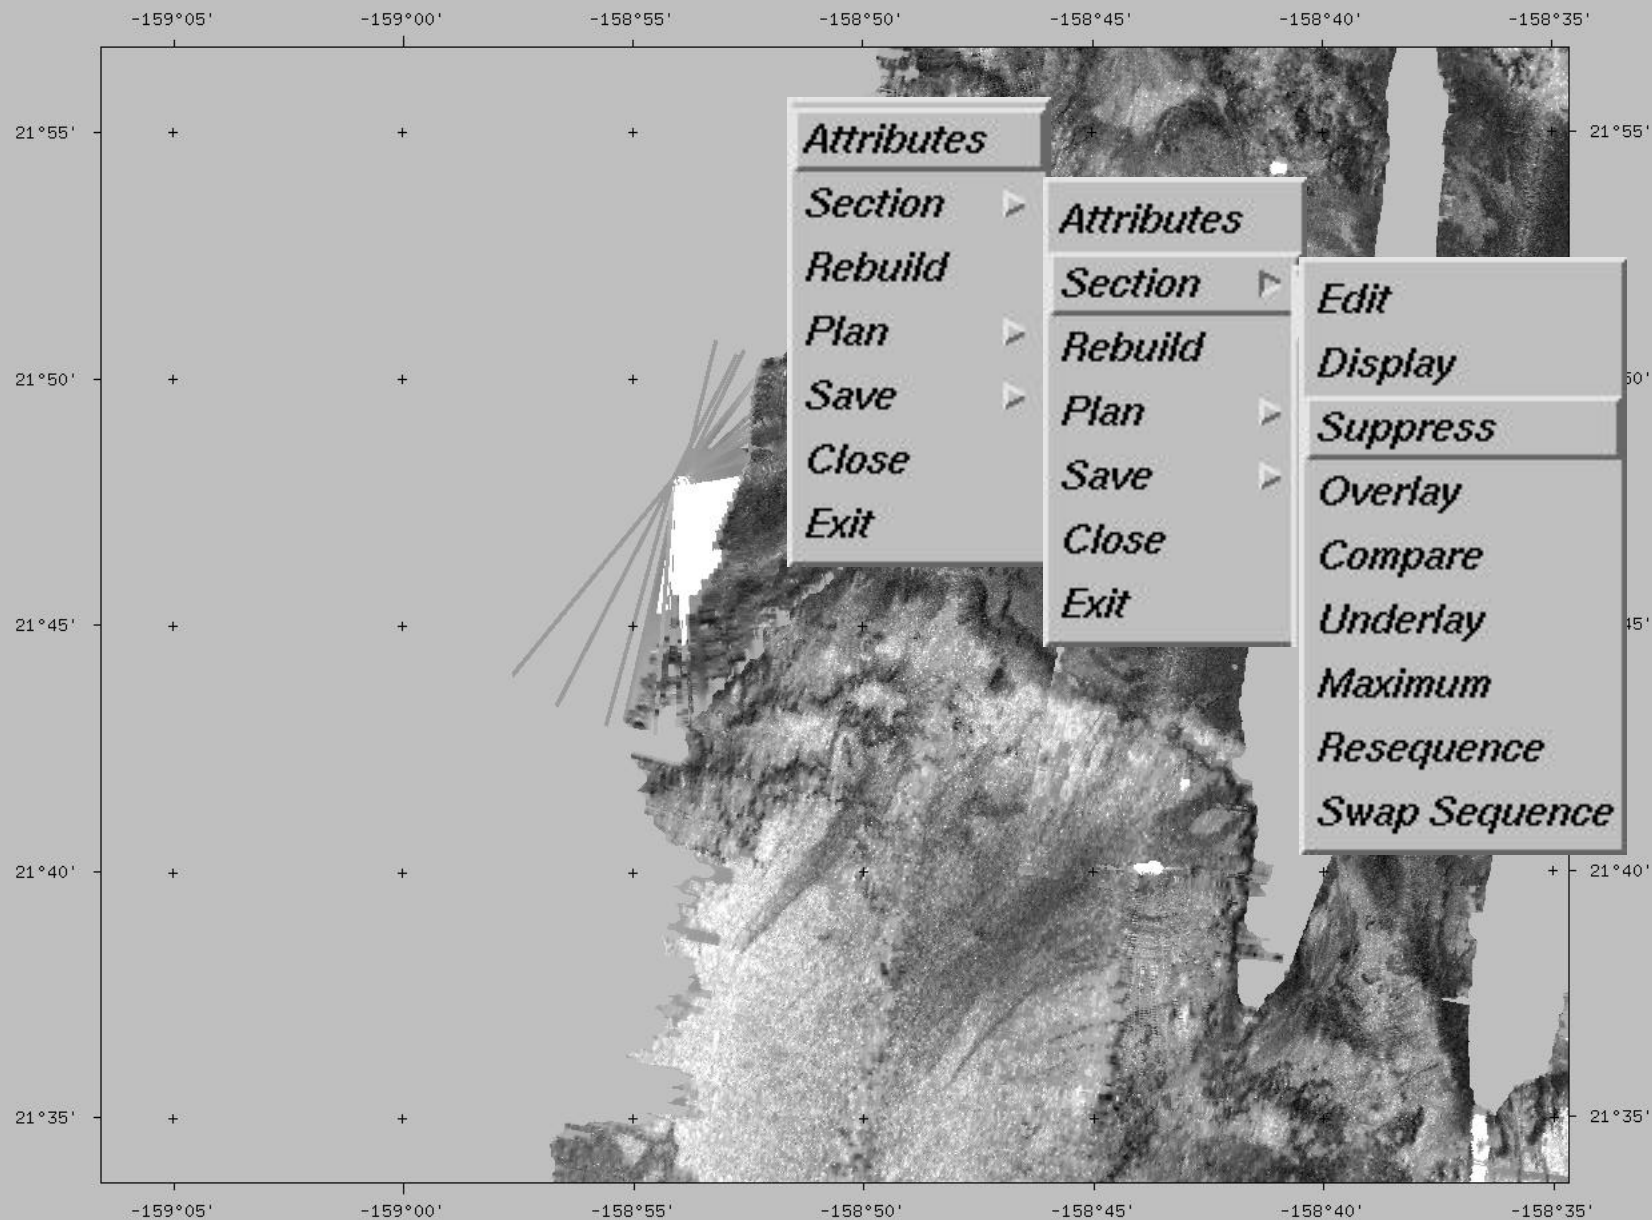 -159°05' -159°00' -158°55' -158°50' -158°45' -158°40' -158°35'
21°55' 21°55'
Attributes
Section
Rebuild
Plan
Save
Close
Exit
Attributes
Section
Rebuild
Plan
Save
Close
Exit
Edit
Display
Suppress
Overlay
Compare
Underlay
Maximum
Resequence
Swap Sequence
21°50' 50'
21°45' 45'
21°40' 21°40'
21°35' 21°35'
-159°05' -159°00' -158°55' -158°50' -158°45' -158°40' -158°35'